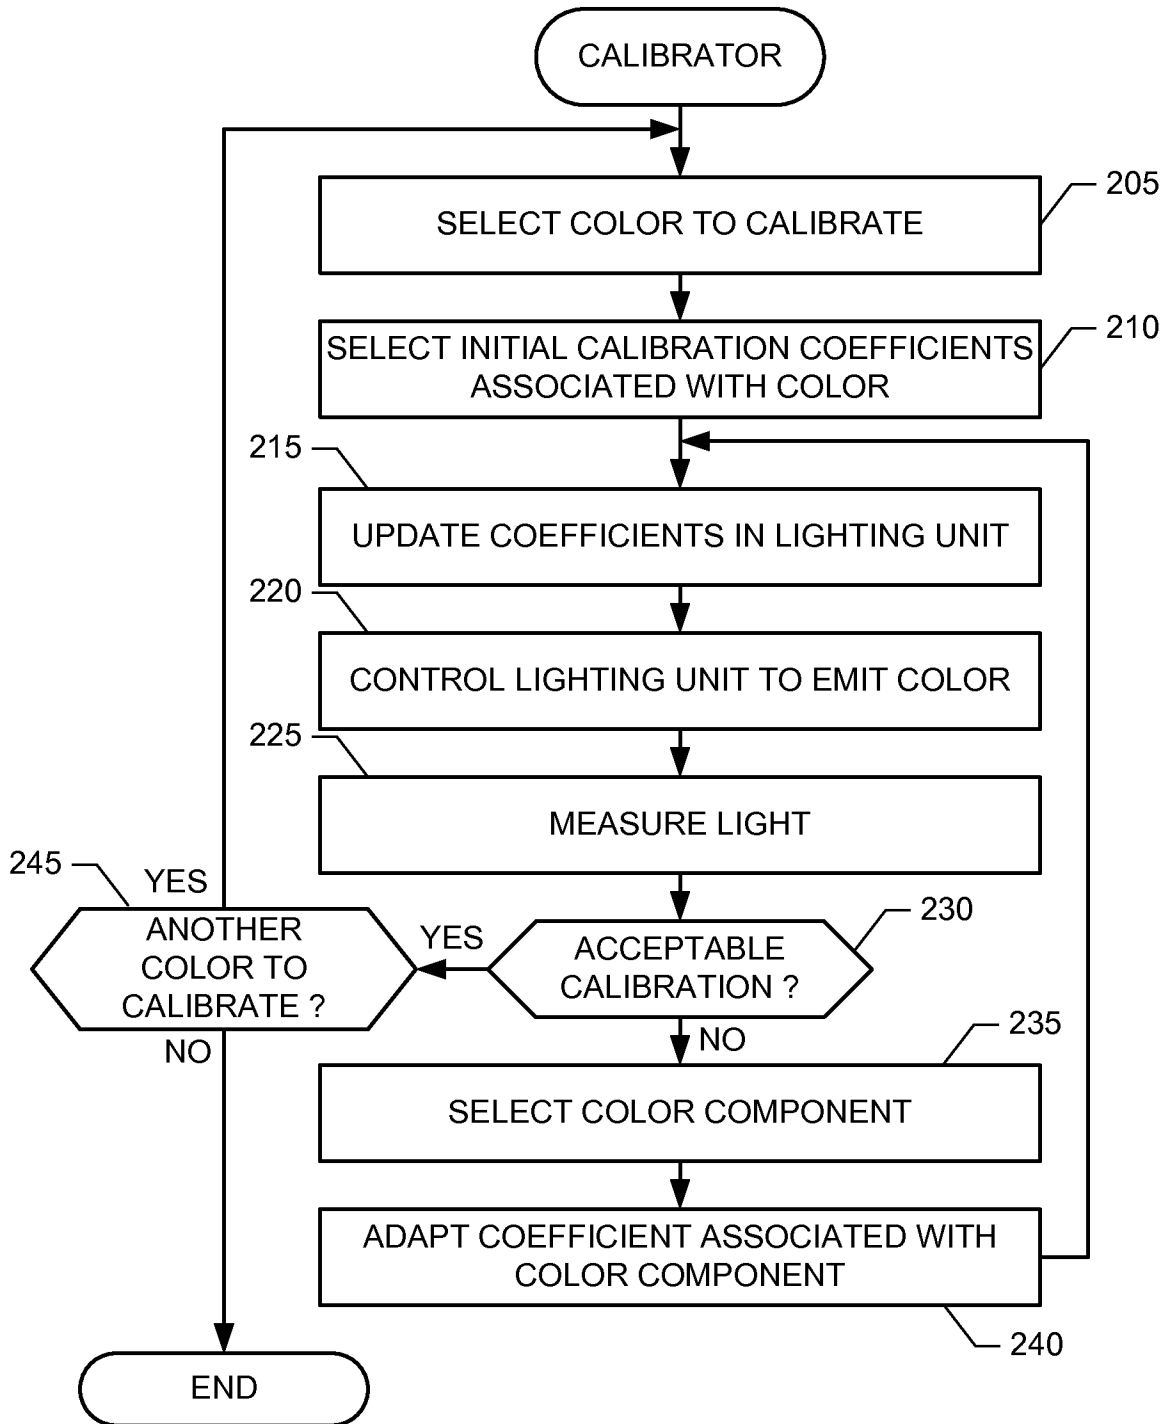 CALIBRATOR
205
SELECT COLOR TO CALIBRATE
210
SELECT INITIAL CALIBRATION COEFFICIENTS
ASSOCIATED WITH COLOR
215
UPDATE COEFFICIENTS IN LIGHTING UNIT
220
CONTROL LIGHTING UNIT TO EMIT COLOR
225
MEASURE LIGHT
245
YES
ANOTHER
COLOR TO
CALIBRATE ?
NO
YES
230
ACCEPTABLE
CALIBRATION ?
NO
235
SELECT COLOR COMPONENT
ADAPT COEFFICIENT ASSOCIATED WITH
COLOR COMPONENT
240
END